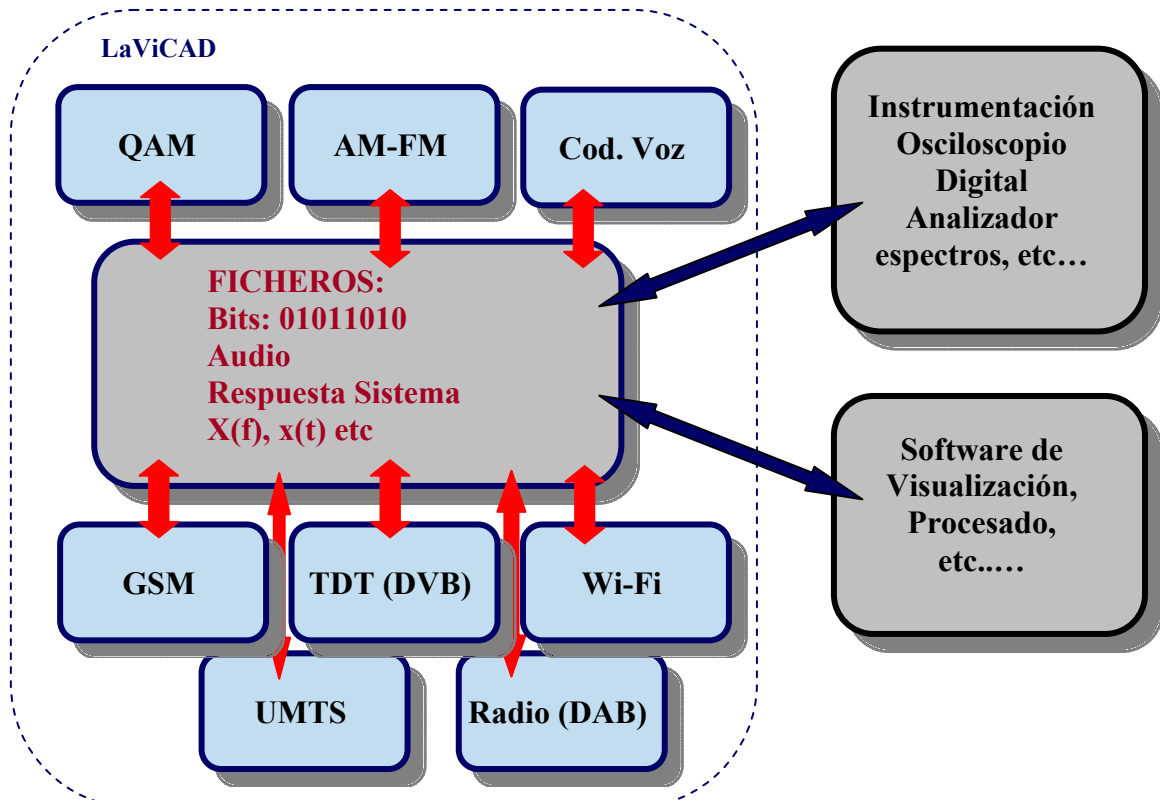 LaViCAD
QAM
AM-FM
Cod. Voz
FICHEROS:
Bits: 01011010
Audio
Respuesta Sistema
X(f), x(t) etc
GSM
TDT (DVB)
Wi-Fi
UMTS
Radio (DAB)
Instrumentación
Osciloscopio
Digital
Analizador
espectros, etc…
Software de
Visualización,
Procesado,
etc..…